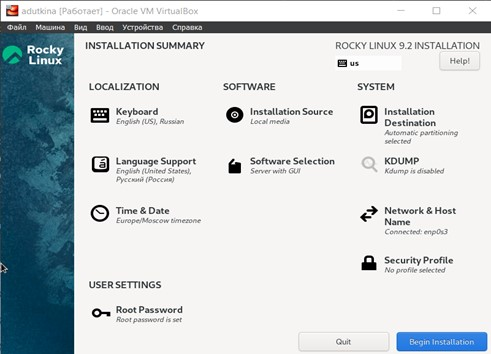 adutkina [Работает] - Oracle VM VirtualBox
Файл Машина Вид Ввод Устройства Справка
Rocky
Linux
INSTALLATION SUMMARY
ROCKY LINUX 9.2 INSTALLATION
us
Help!
LOCALIZATION
Keyboard
English (US), Russian
Language Support
English (United States),
Русский (Россия)
Time & Date
Europe/Moscow timezone
SOFTWARE
Installation Source
Local media
Software Selection
Server with GUI
SYSTEM
Installation
Destination
Automatic partitioning
selected
KDUMP
Kdump is disabled
Network & Host
Name
Connected: enp0s3
Security Profile
No profile selected
USER SETTINGS
Root Password
Root password is set
Quit
Begin Installation